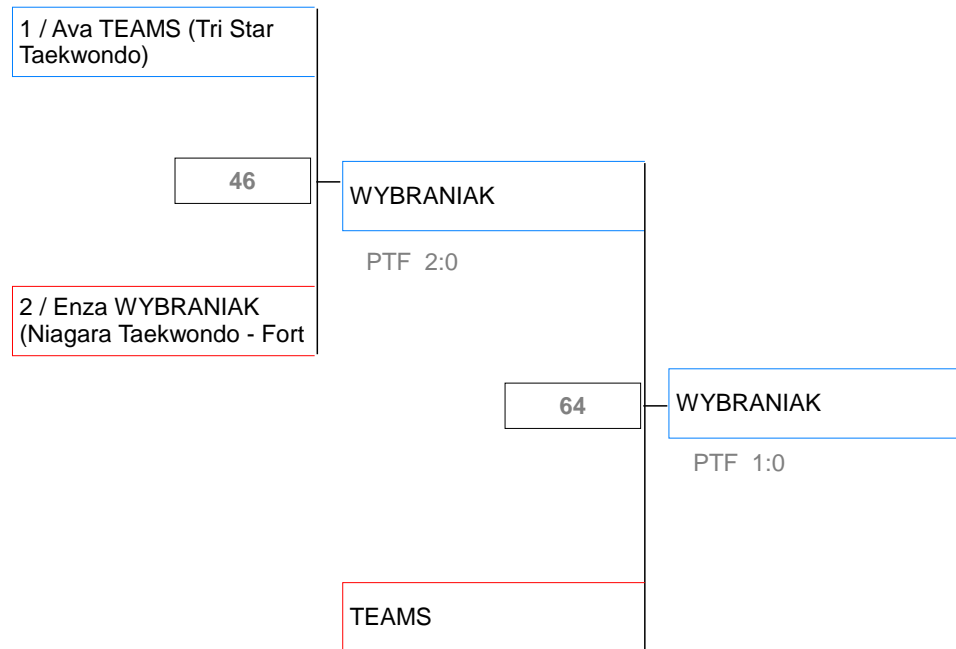 1 / Ava TEAMS (Tri Star
Taekwondo)
46
WYBRANIAK
PTF 2:0
2 / Enza WYBRANIAK
(Niagara Taekwondo - Fort
64
WYBRANIAK
PTF 1:0
TEAMS